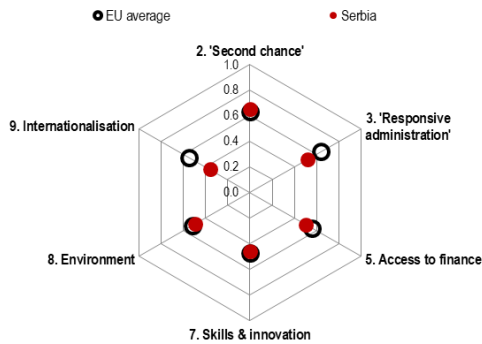 EU average
Serbia
2. 'Second chance'
1.0
0.8
0.6
0.4
0.2
0.0
3. 'Responsive
administration'
9. Internationalisation
8. Environment
5. Access to finance
7. Skills & innovation